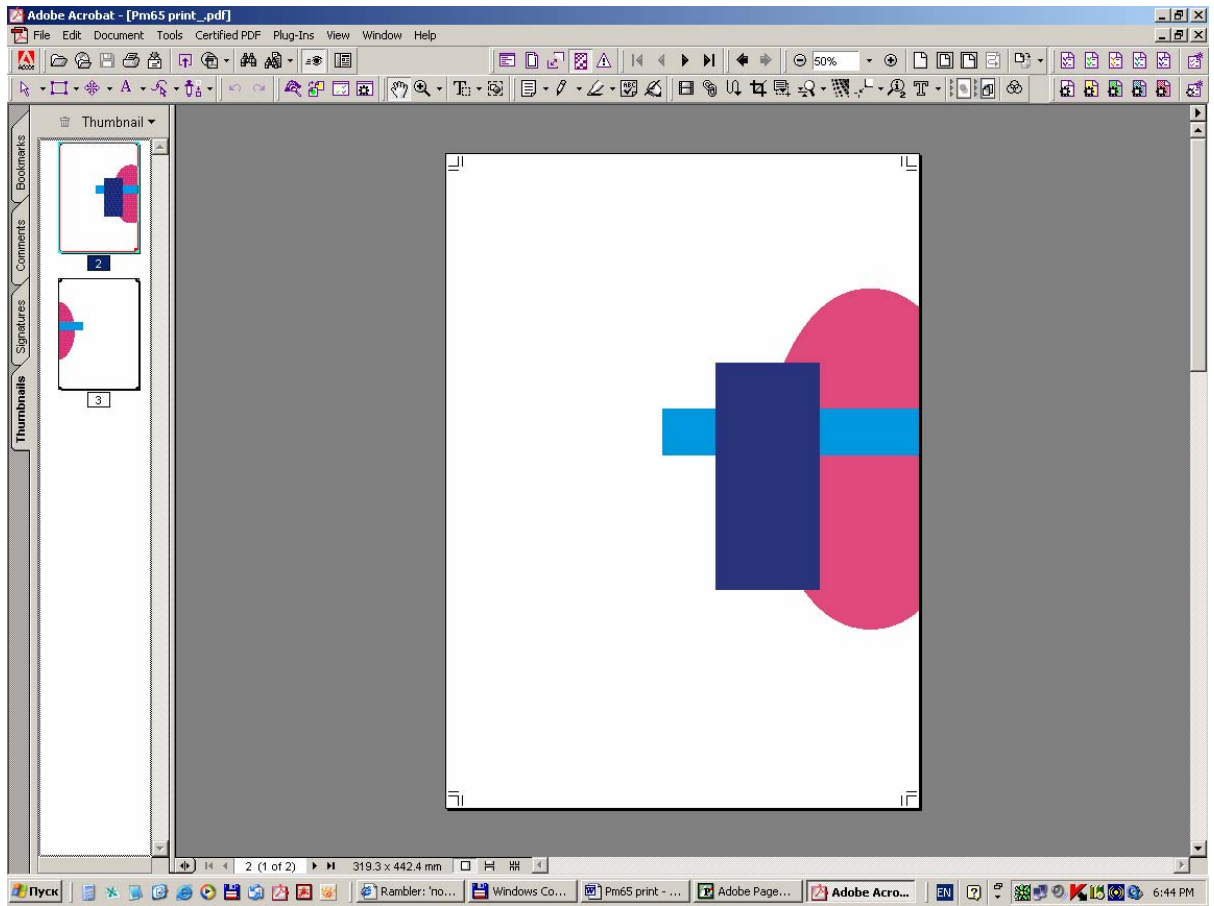 Adobe Acrobat - [Pm65 print_.pdf]
File Edit Document Tools Certified PDF Plug-Ins View Window Help
50%
Thumbnail
Bookmarks
Comments
Signatures
Thumbnails
2
3
2 (1 of 2) 319.3 x 442.4 mm
Пуск Rambler: 'no... Windows Co... Pm65 print - ... Adobe Page... Adobe Acro... EN 6:44 PM